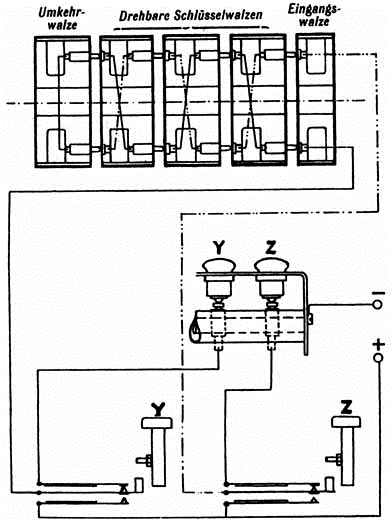 Umkehr-
walze
Drehbare Schlüsselwalzen
Eingangs-
walze
Y Z
−
+
Y Z